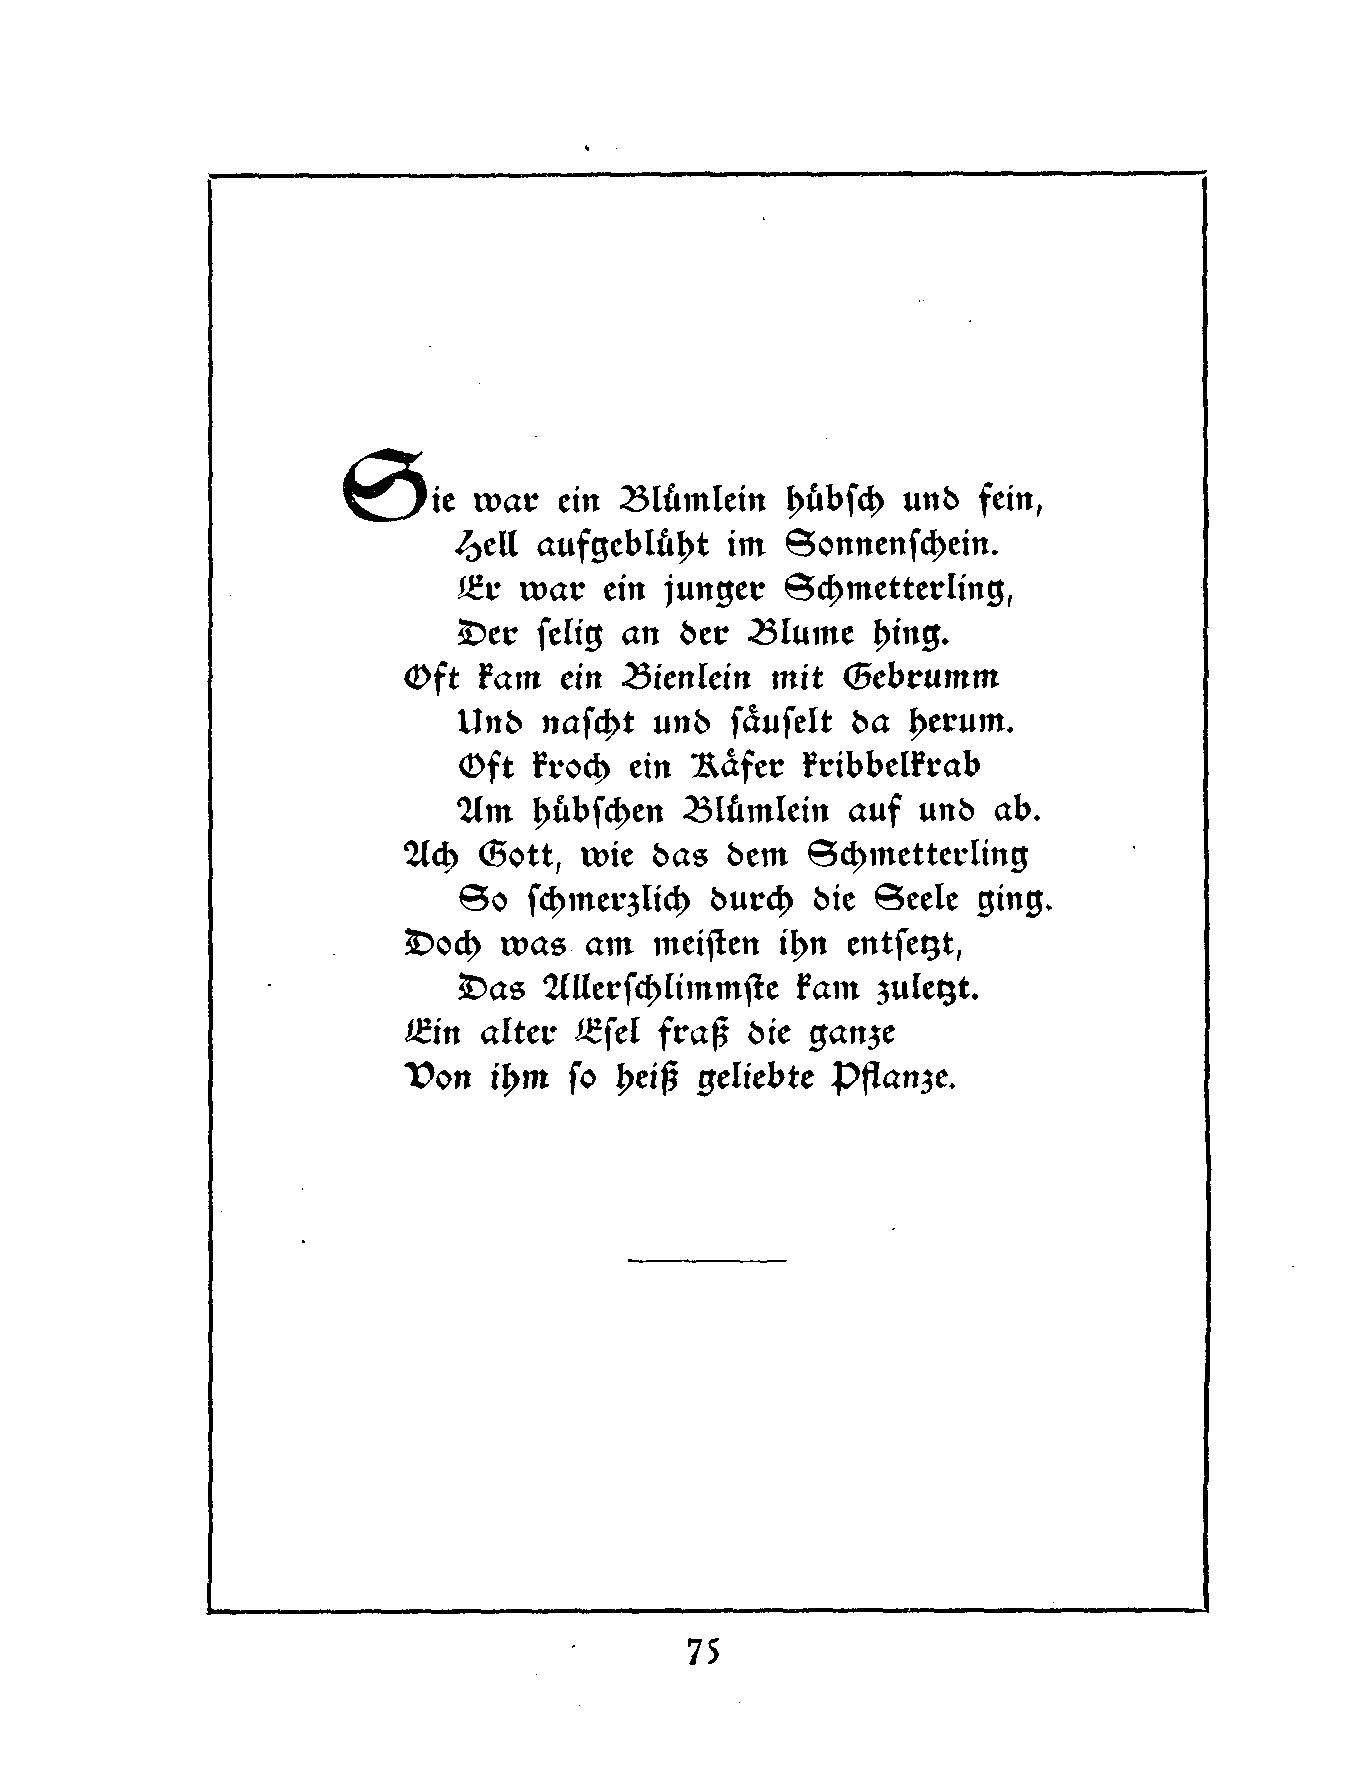 Sie war ein Blümlein hübſch und fein,
Hell aufgeblüht im Sonnenſchein.
Er war ein junger Schmetterling,
Der ſelig an der Blume hing.
Oft kam ein Bienlein mit Gebrumm
Und naſcht und ſäuſelt da herum.
Oft kroch ein Käfer kribbelkrab
Am hübſchen Blümlein auf und ab.
Ach Gott, wie das dem Schmetterling
So ſchmerzlich durch die Seele ging.
Doch was am meiſten ihn entſetzt,
Das Allerſchlimmſte kam zuletzt.
Ein alter Eſel fraß die ganze
Von ihm ſo heiß geliebte Pflanze.
75